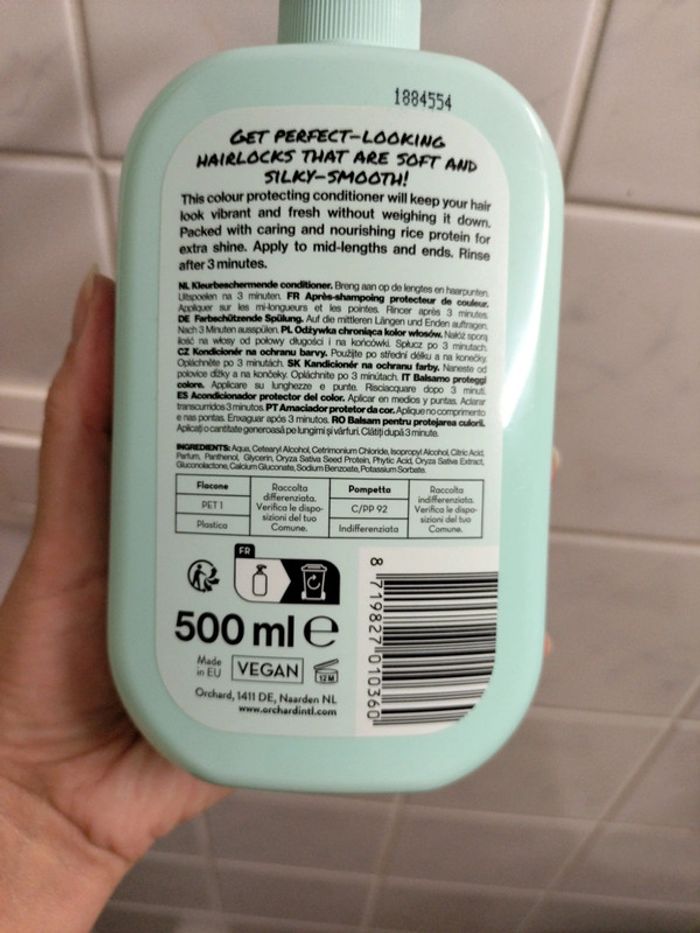 1884554
GET PERFECT-LOOKING
HAIRLOCKS THAT ARE SOFT AND
SILKY-SMOOTH!
This colour protecting conditioner will keep your hair
look vibrant and fresh without weighing it down.
Packed with caring and nourishing rice protein for
extra shine. Apply to mid-lengths and ends. Rinse
after 3 minutes.
NL Kleurbeschermende conditioner. Breng aan op de lengtes en haarpunten.
Uitspoelen na 3 minuten. FR Après-shampoing protecteur de couleur.
Appliquer sur les mi-longueurs et les pointes. Rincer après 3 minutes.
DE Farbschützende Spülung. Auf die mittleren Längen und Enden auftragen.
Nach 3 Minuten ausspülen. PL Odżywka chroniąca kolor włosów. Nałóż sporą
ilość na włosy od połowy długości i na końcówki. Spłucz po 3 minutach.
CZ Kondicionér na ochranu barvy. Použijte po střední délku a na konečky.
Opláchněte po 3 minutách. SK Kandicionér na ochranu farby. Naneste od
polovice dĺžky a na končeky. Opláchnite po 3 minútach. IT Balsamo proteggi
colore. Applicare su lunghezze e punte. Risciacquare dopo 3 minuti.
ES Acondicionador protector del color. Aplicar en medios y puntas. Aclarar
transcurridos 3 minutos. PT Amaciador protetor da cor. Aplique no comprimento
e nas pontas. Enxaguar após 3 minutos. RO Balsam pentru protejarea culorii.
Aplicați o cantitate generoasă pe lungimi și vârfuri. Clătiți după 3 minute.
INGREDIENTS: Aqua, Cetearyl Alcohol, Cetrimonium Chloride, Isopropyl Alcohol, Citric Acid,
Parfum, Panthenol, Glycerin, Oryza Sativa Seed Protein, Phytic Acid, Oryza Sativa Extract,
Gluconolactone, Calcium Gluconate, Sodium Benzoate, Potassium Sorbate.
Flacone
PET 1
Plastica
Raccolta
differenziata.
Verifica le dispo-
sizioni del tuo
Comune.
Pompetta
C/PP 92
Indifferenziata
Raccolta
indifferenziata.
Verifica le dispo-
sizioni del tuo
Comune.
FR
500 ml e
Made
in EU
VEGAN
12 M
Orchard, 1411 DE, Naarden NL
www.orchardintl.com
8 719827 010360